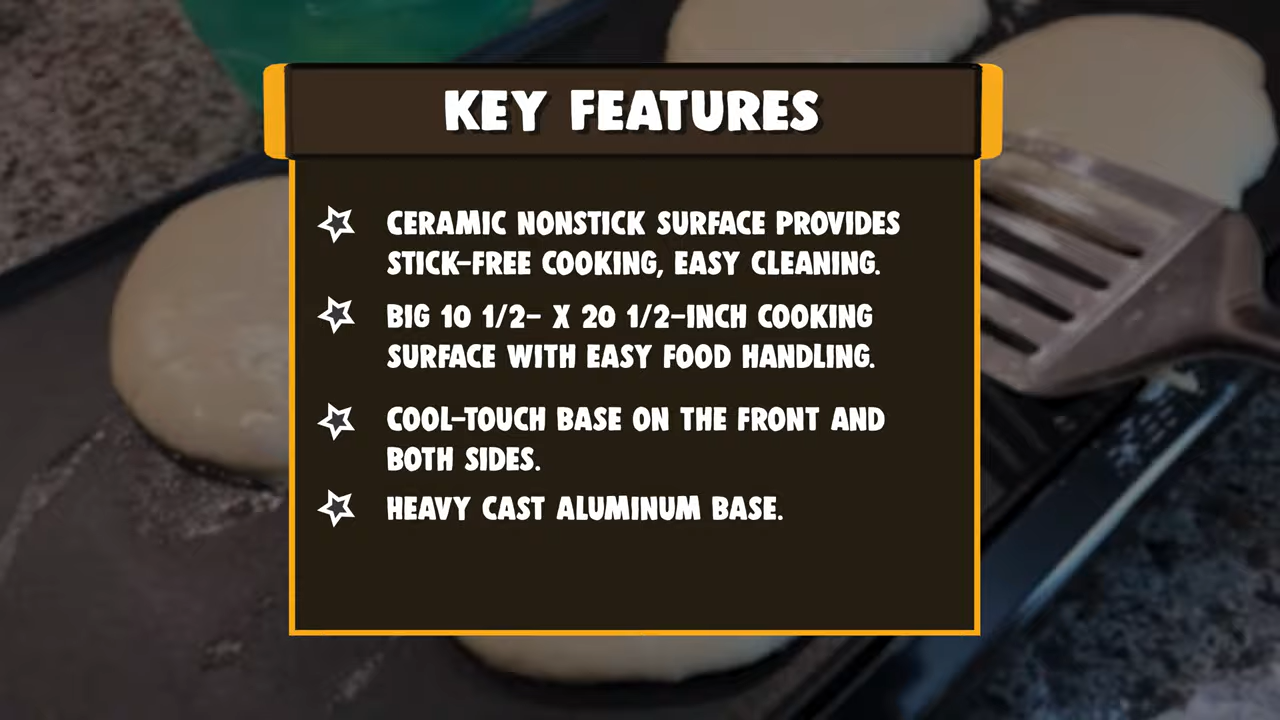 KEY FEATURES
CERAMIC NONSTICK SURFACE PROVIDES
STICK-FREE COOKING, EASY CLEANING.
BIG 10 1/2- X 20 1/2-INCH COOKING
SURFACE WITH EASY FOOD HANDLING.
COOL-TOUCH BASE ON THE FRONT AND
BOTH SIDES.
HEAVY CAST ALUMINUM BASE.